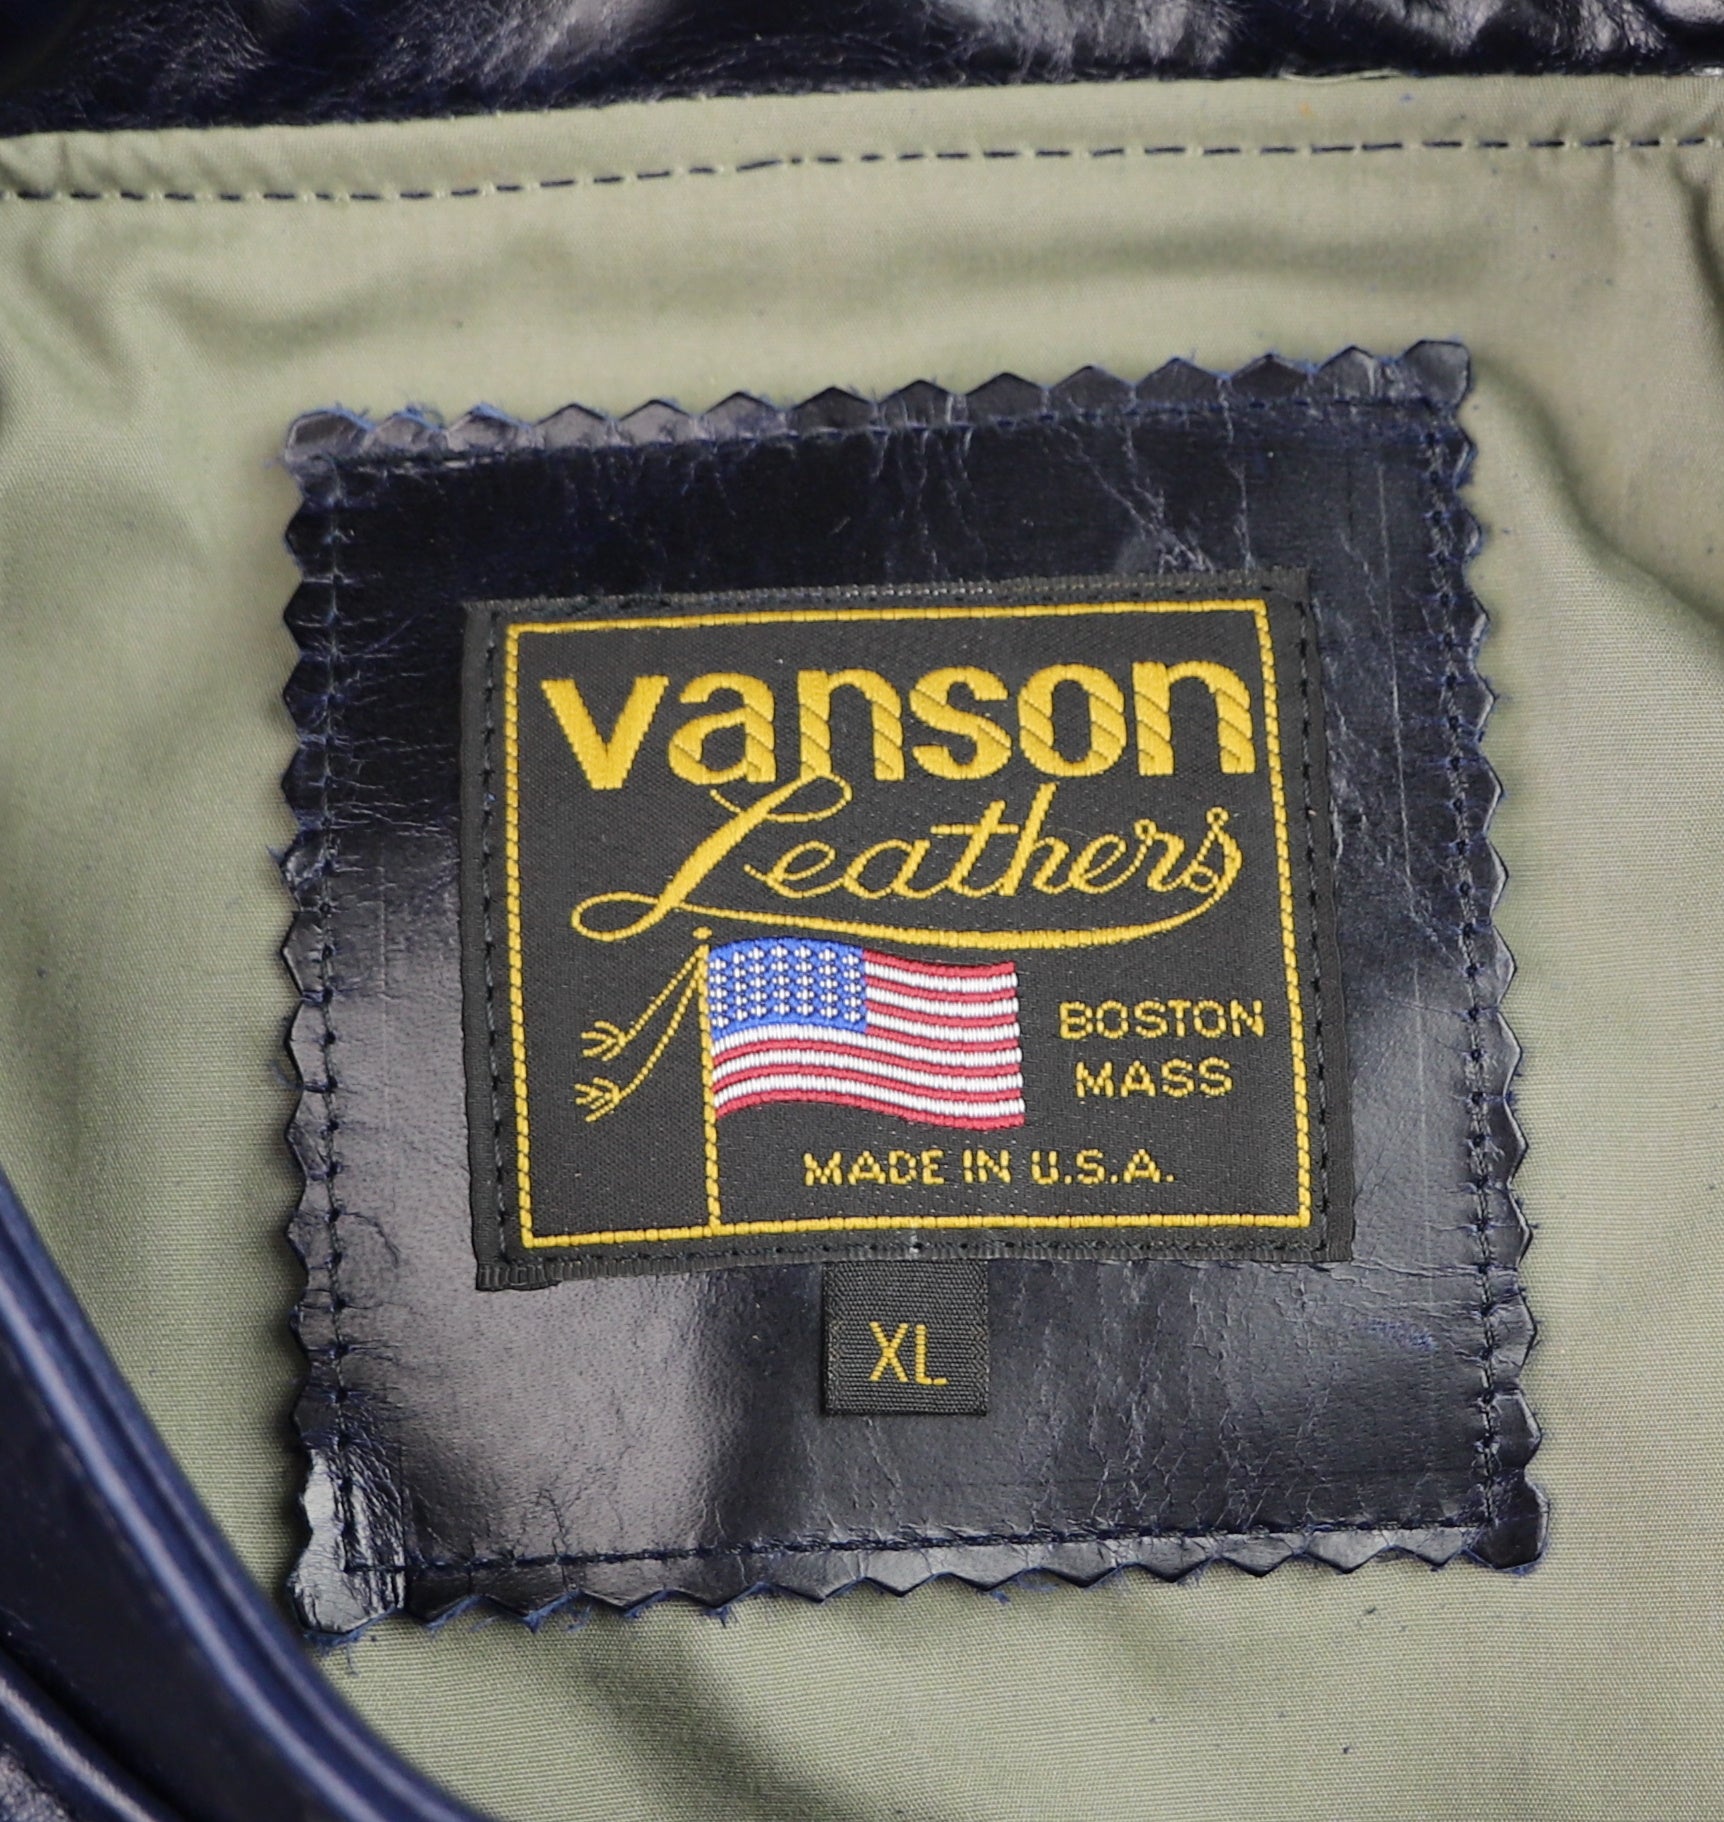 vanson
Leathers
BOSTON
MASS
MADE IN U.S.A.
XL